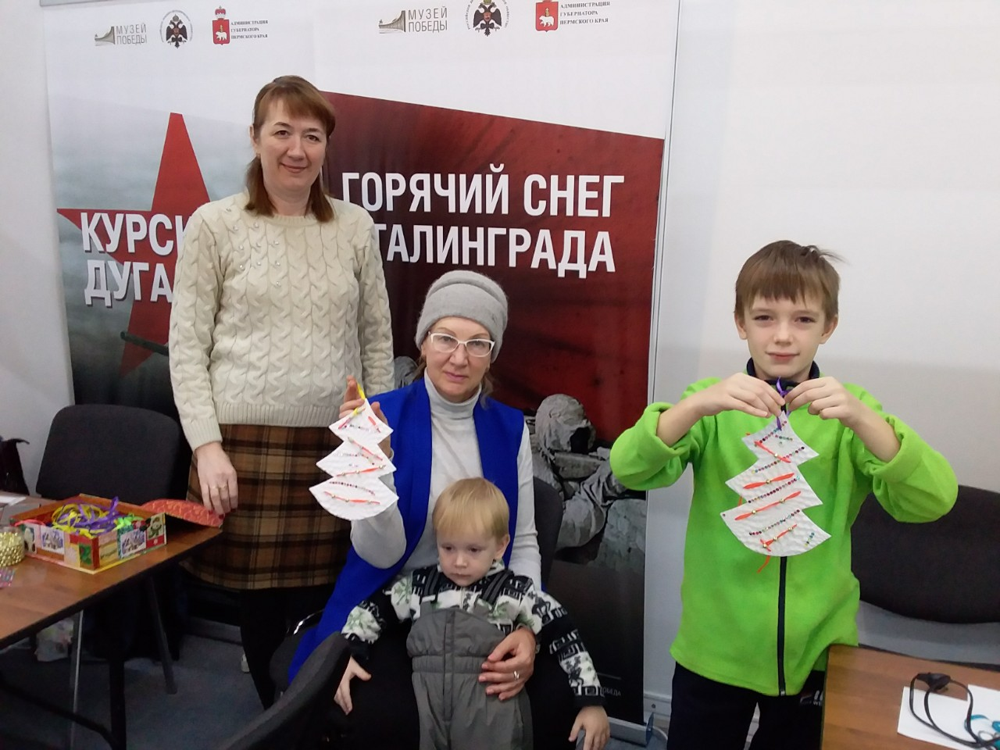 МУЗЕЙ
ПОБЕДЫ
АДМИНИСТРАЦИЯ
ГУБЕРНАТОРА
ПЕРМСКОГО КРАЯ
МУЗЕЙ
ПОБЕДЫ
АДМИНИСТРАЦИЯ
ГУБЕРНАТОРА
ПЕРМСКОГО КРАЯ
КУРСК
ДУГА
ГОРЯЧИЙ СНЕГ
ТАЛИНГРАДА